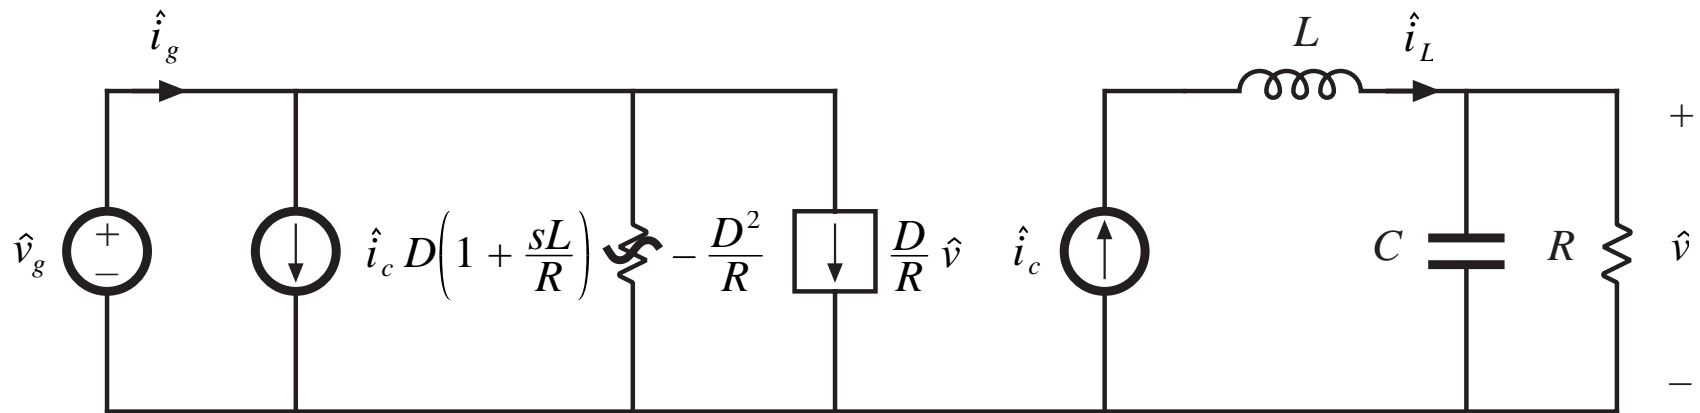 î_g
L
î_L
+
v̂_g
+
−
î_c D(1 + sL/R)
− D²/R
D/R v̂
î_c
C
R
v̂
−